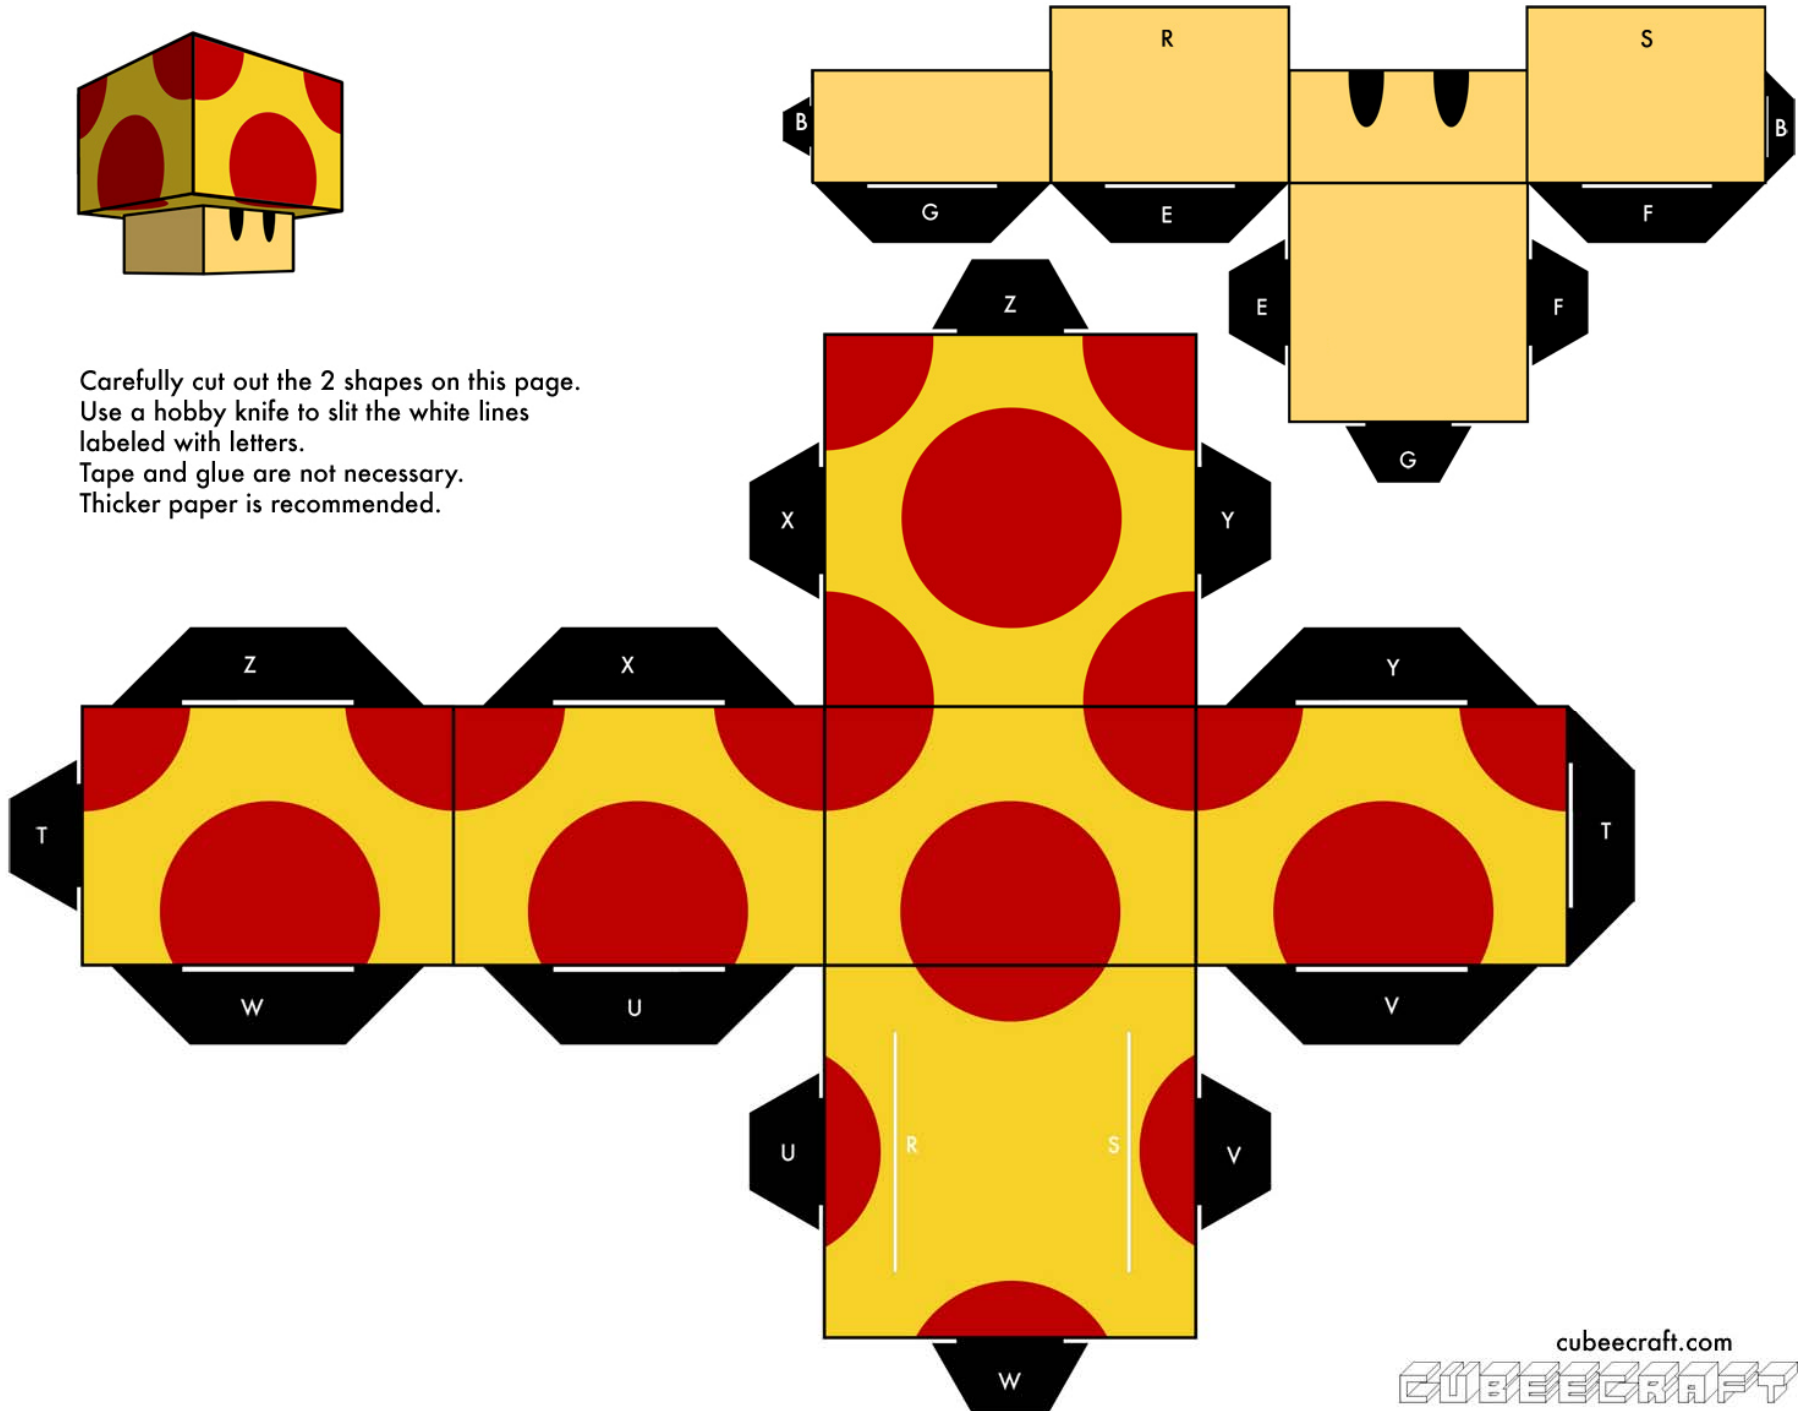 R
S
B
B
G
E
F
Z
E
F
Carefully cut out the 2 shapes on this page.
Use a hobby knife to slit the white lines
labeled with letters.
Tape and glue are not necessary.
Thicker paper is recommended.
G
X
Y
Z
X
Y
T
T
W
U
V
U
R
S
V
W
cubeecraft.com
CUBEECRAFT